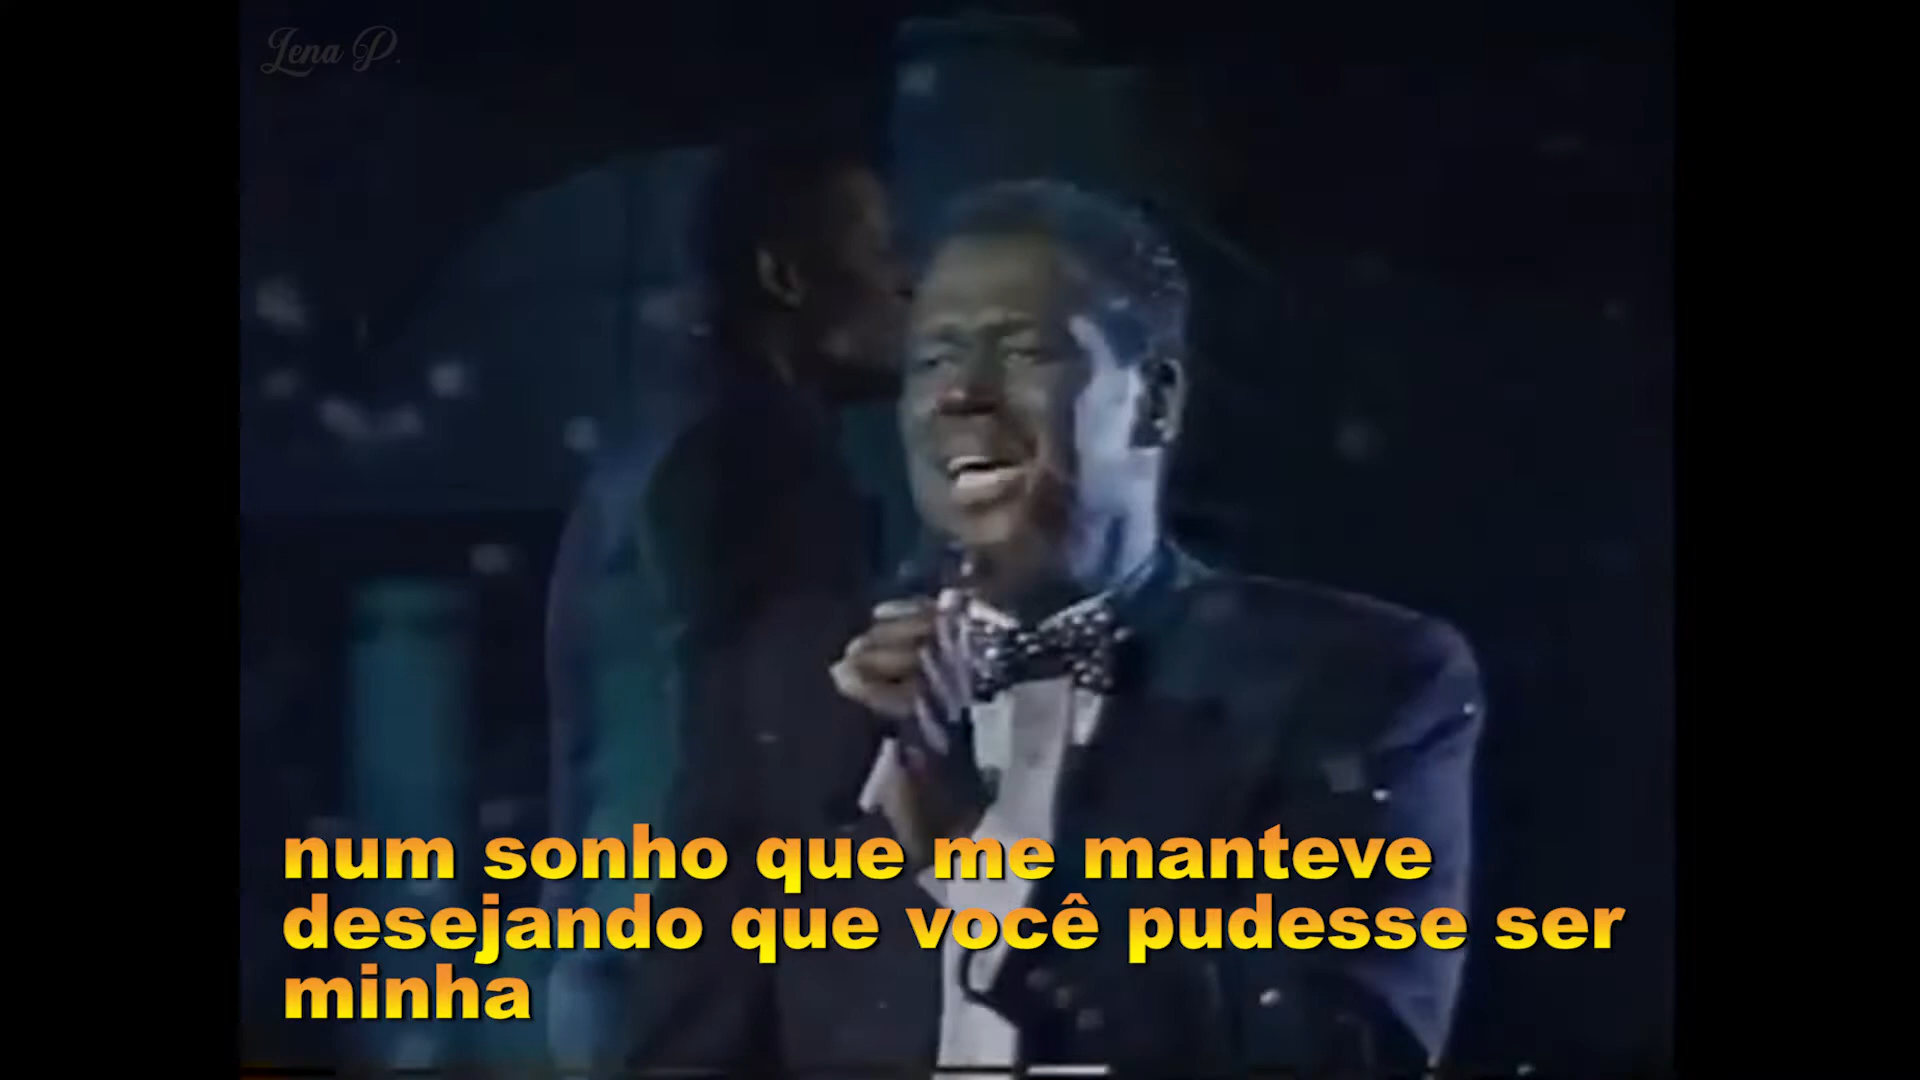 Lena P.
num sonho que me manteve
desejando que você pudesse ser
minha